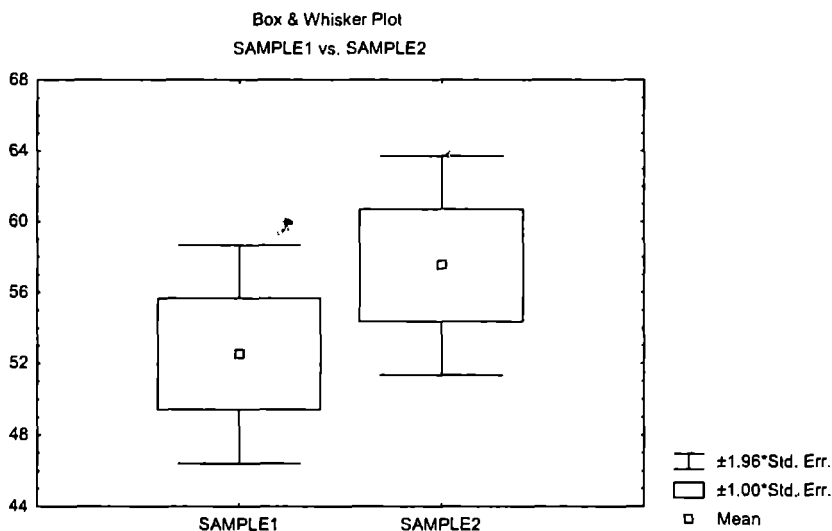 Box & Whisker Plot
SAMPLE1 vs. SAMPLE2
68
64
60
56
52
48
44
SAMPLE1
SAMPLE2
±1.96*Std. Err.
±1.00*Std. Err.
Mean